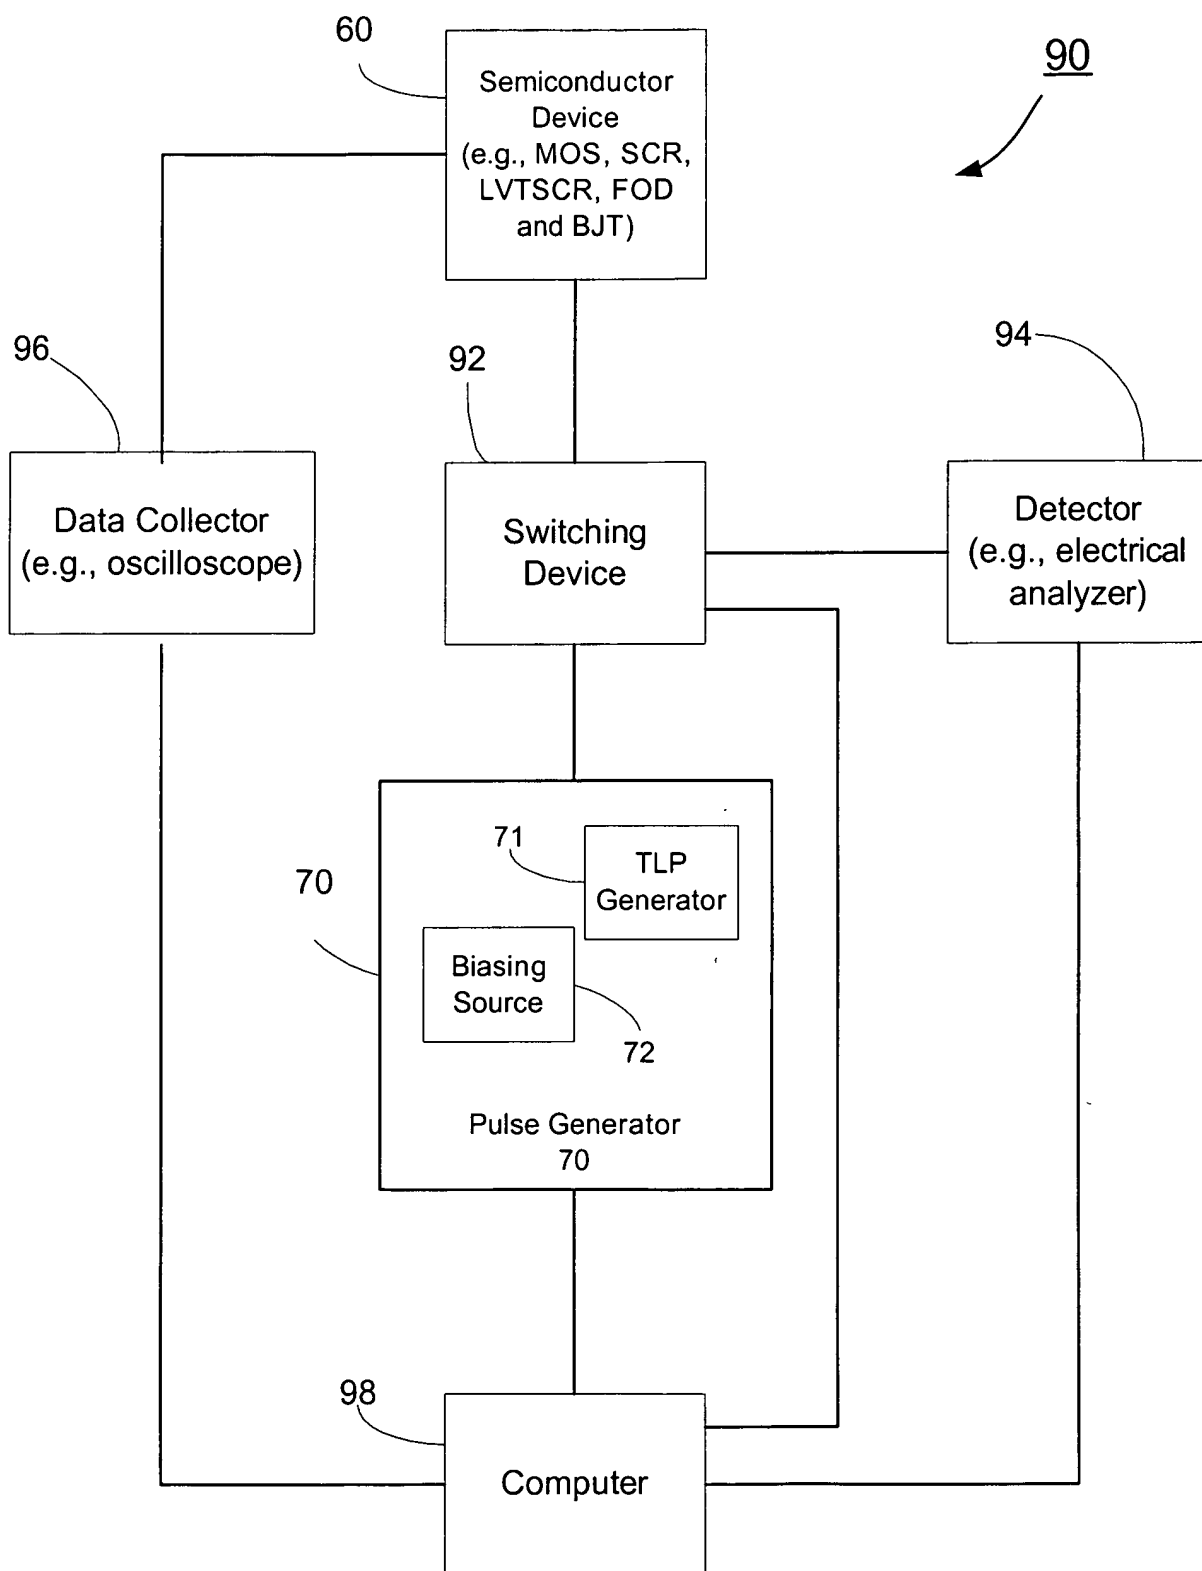 60
90
Semiconductor
Device
(e.g., MOS, SCR,
LVTSCR, FOD
and BJT)
96
92
94
Data Collector
(e.g., oscilloscope)
Switching
Device
Detector
(e.g., electrical
analyzer)
71
TLP
Generator
70
Biasing
Source
72
Pulse Generator
70
98
Computer